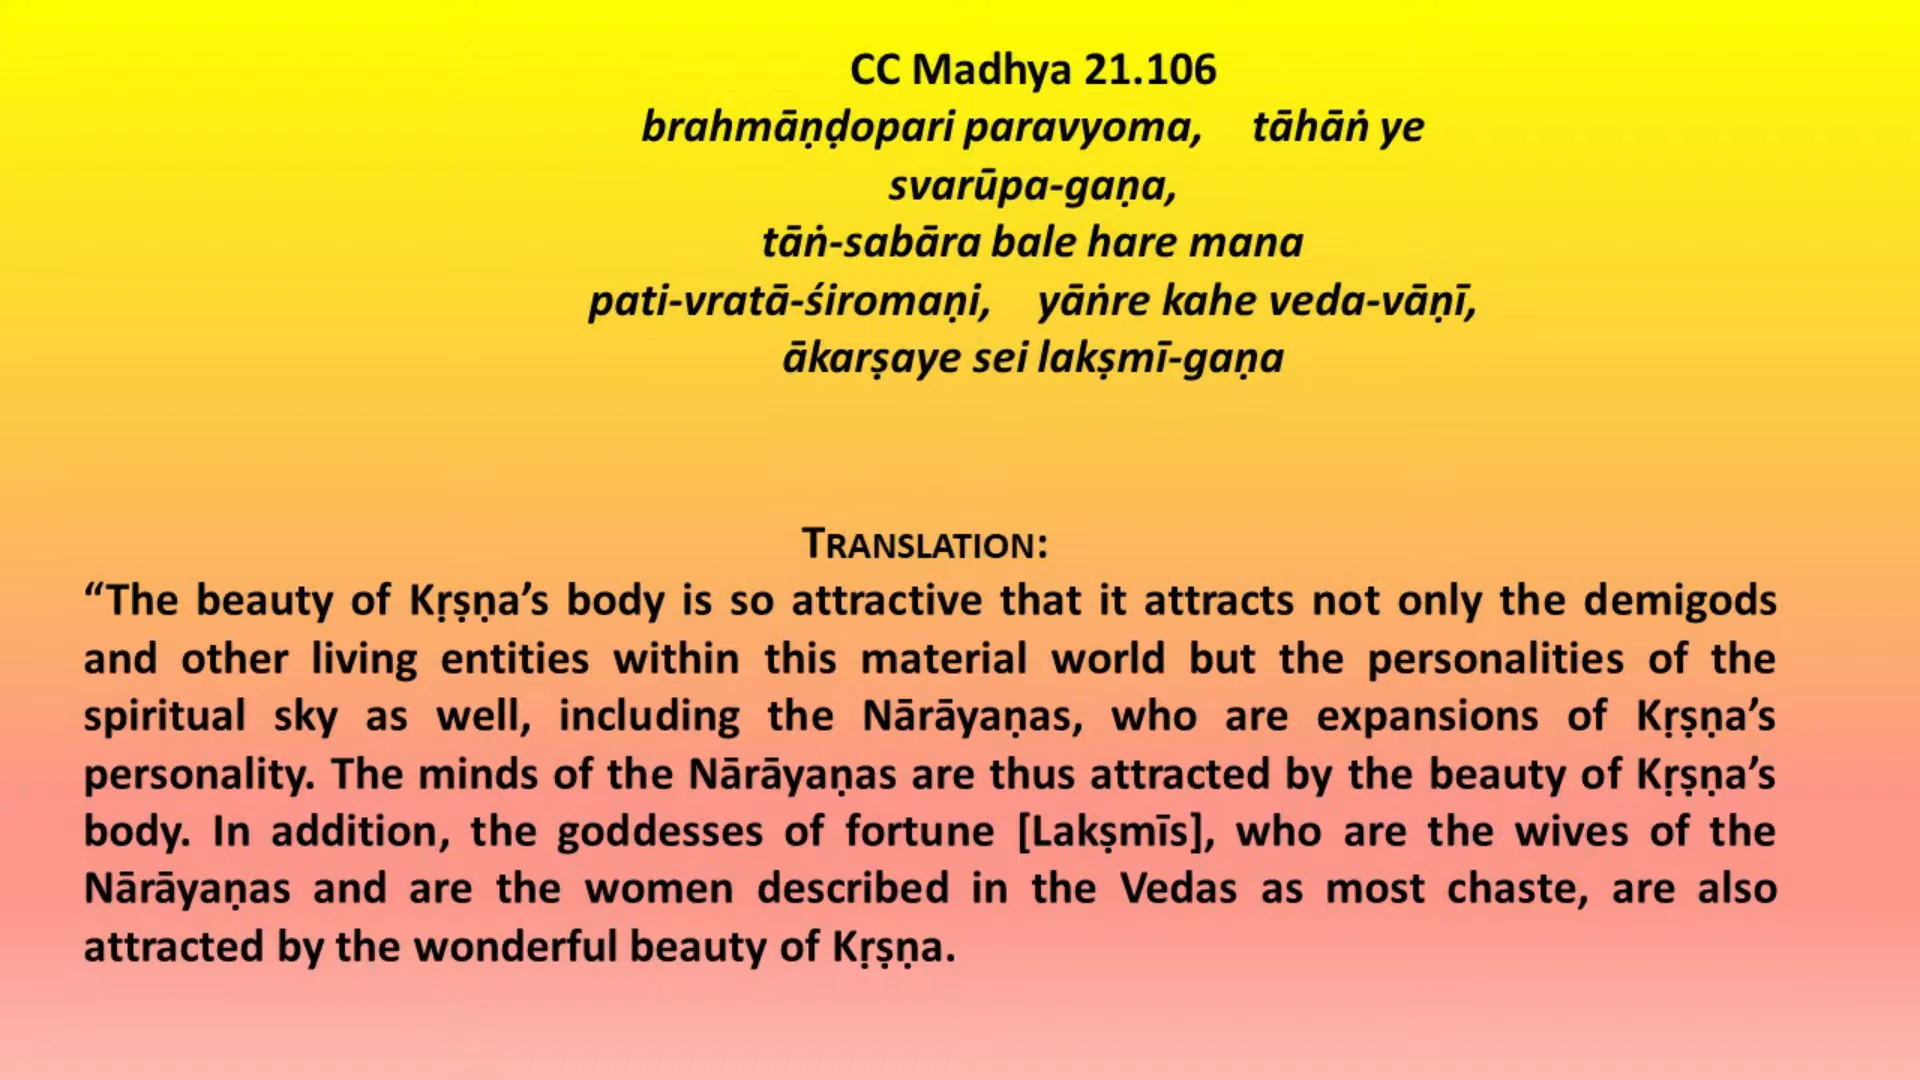 CC Madhya 21.106
brahmāṇḍopari paravyoma, tāhāṅ ye
svarūpa-gaṇa,
tāṅ-sabāra bale hare mana
pati-vratā-śiromaṇi, yāṅre kahe veda-vāṇī,
ākarṣaye sei lakṣmī-gaṇa
TRANSLATION:
“The beauty of Kṛṣṇa’s body is so attractive that it attracts not only the demigods
and other living entities within this material world but the personalities of the
spiritual sky as well, including the Nārāyaṇas, who are expansions of Kṛṣṇa’s
personality. The minds of the Nārāyaṇas are thus attracted by the beauty of Kṛṣṇa’s
body. In addition, the goddesses of fortune [Lakṣmīs], who are the wives of the
Nārāyaṇas and are the women described in the Vedas as most chaste, are also
attracted by the wonderful beauty of Kṛṣṇa.